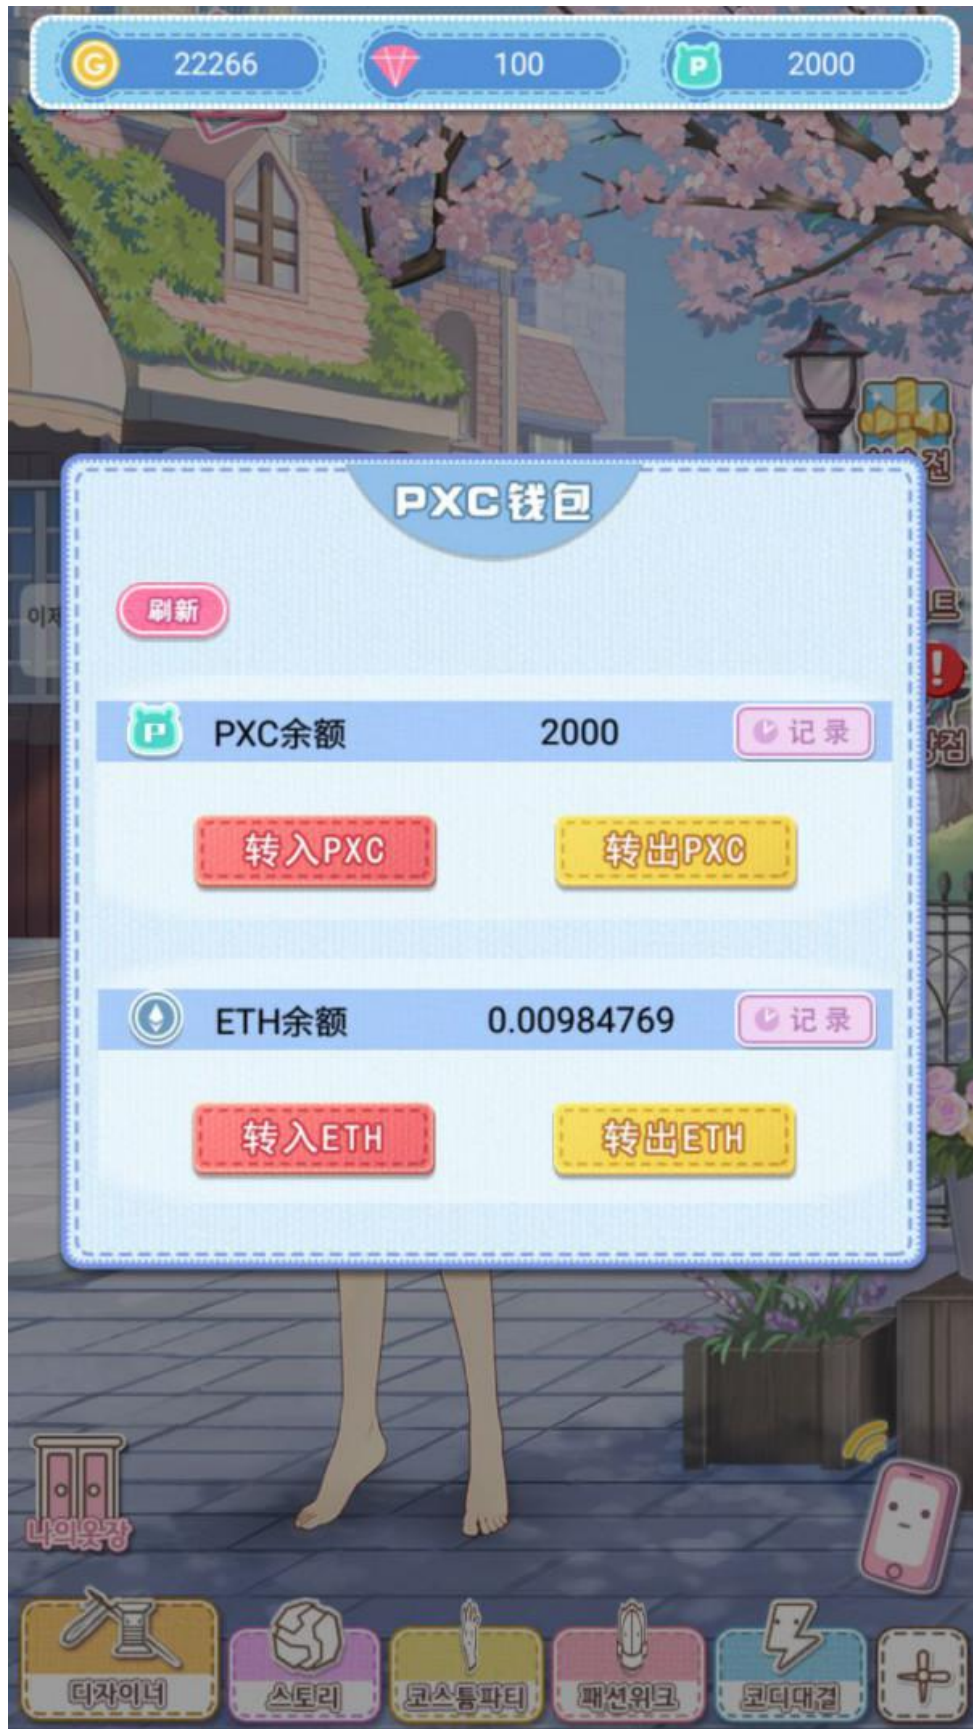 G 22266 100 P 2000
PXC钱包
이제
刷新
트
P PXC余额 2000 记录
转入PXC 转出PXC
ETH余额 0.00984769 记录
转入ETH 转出ETH
나의옷장
디자이너 스토리 코스튬파티 패션위크 코디대결